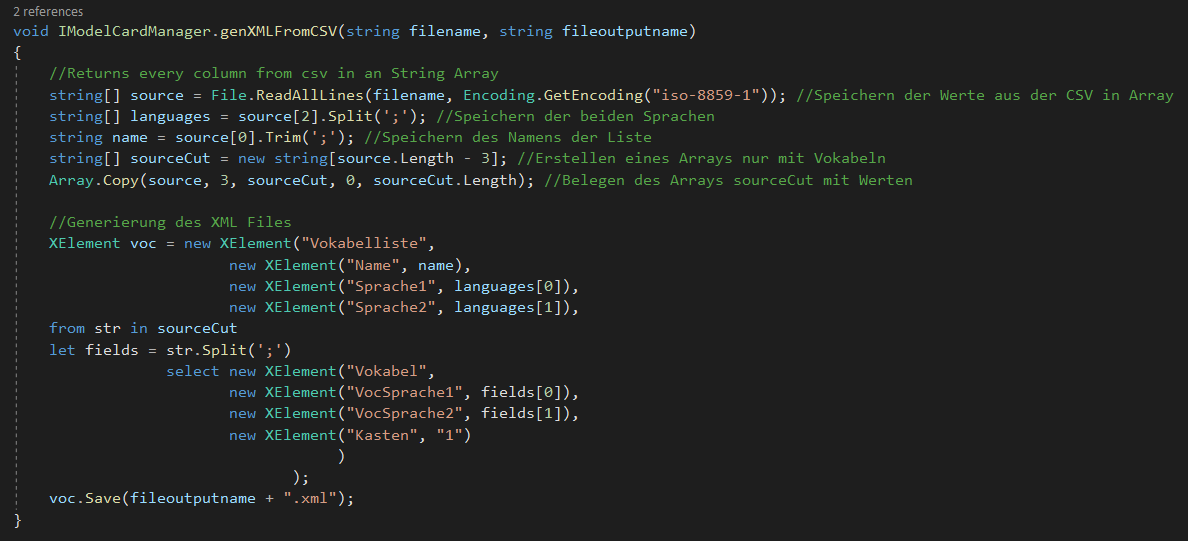 2 references
void IModelCardManager.genXMLFromCSV(string filename, string fileoutputname)
{
//Returns every column from csv in an String Array
string[] source = File.ReadAllLines(filename, Encoding.GetEncoding("iso-8859-1")); //Speichern der Werte aus der CSV in Array
string[] languages = source[2].Split(';'); //Speichern der beiden Sprachen
string name = source[0].Trim(';'); //Speichern des Namens der Liste
string[] sourceCut = new string[source.Length - 3]; //Erstellen eines Arrays nur mit Vokabeln
Array.Copy(source, 3, sourceCut, 0, sourceCut.Length); //Belegen des Arrays sourceCut mit Werten
//Generierung des XML Files
XElement voc = new XElement("Vokabelliste",
new XElement("Name", name),
new XElement("Sprache1", languages[0]),
new XElement("Sprache2", languages[1]),
from str in sourceCut
let fields = str.Split(';')
select new XElement("Vokabel",
new XElement("VocSprache1", fields[0]),
new XElement("VocSprache2", fields[1]),
new XElement("Kasten", "1")
)
);
voc.Save(fileoutputname + ".xml");
}